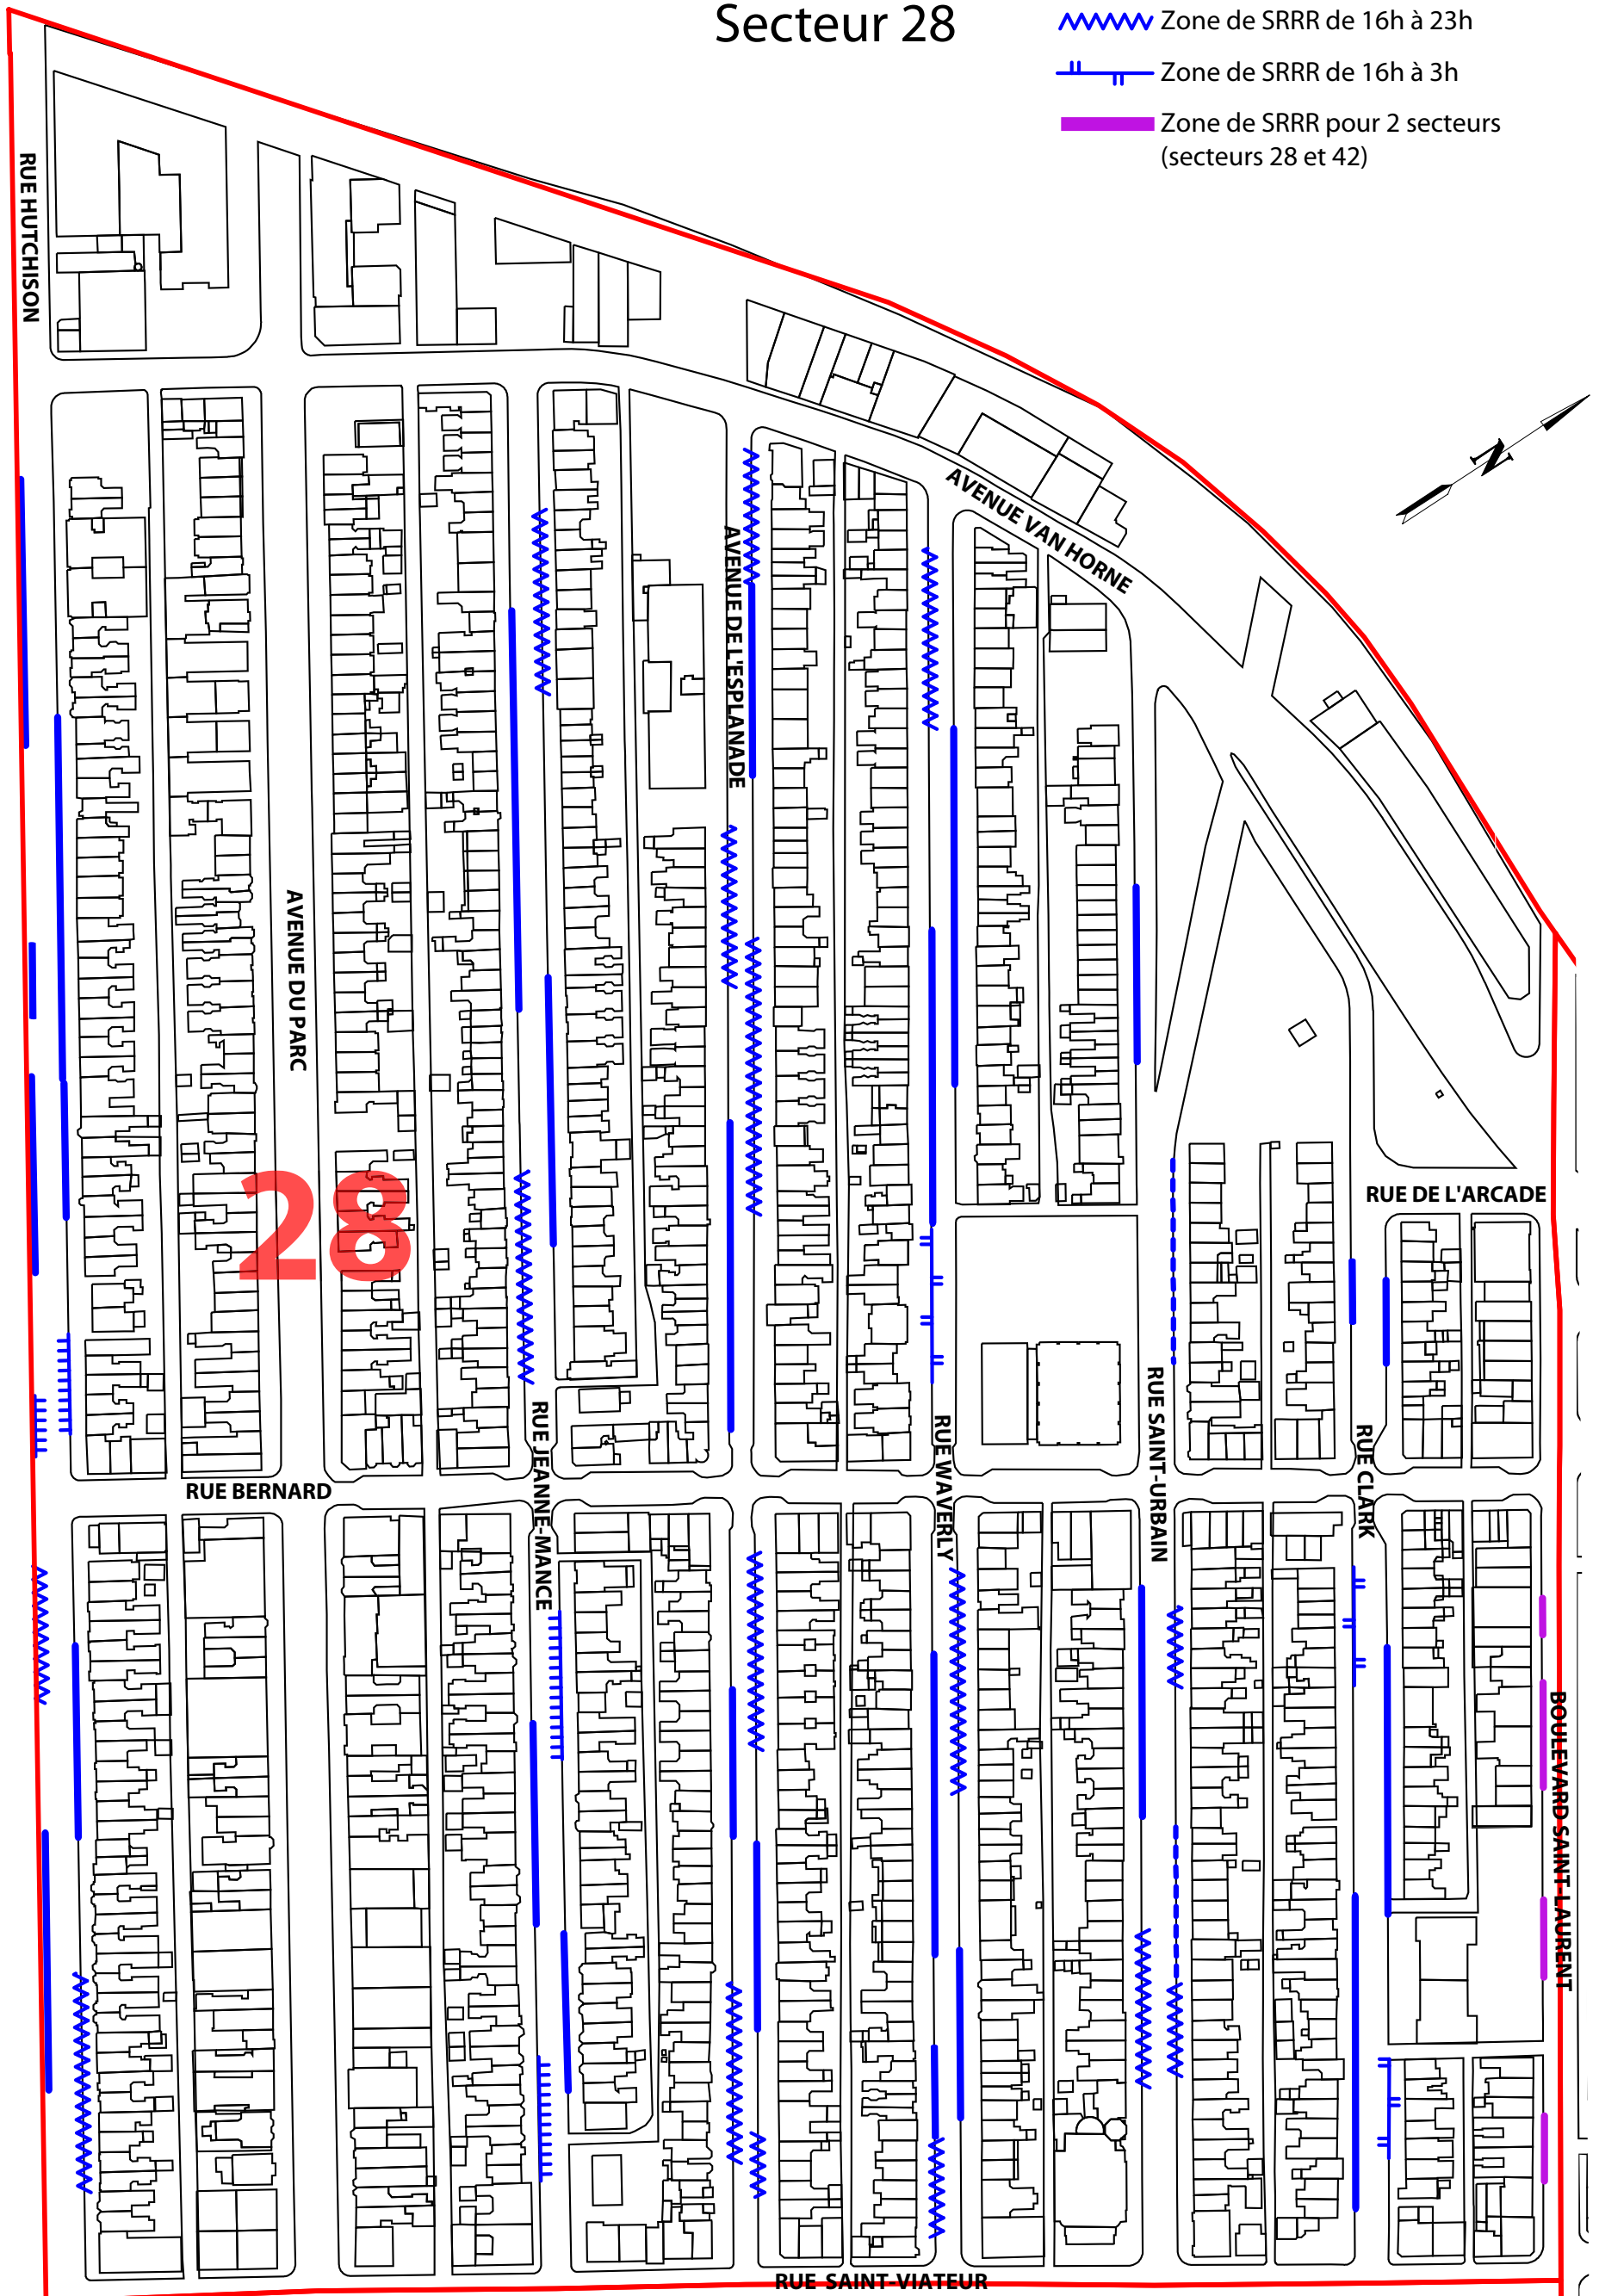 Secteur 28
Zone de SRRR de 16h à 23h
Zone de SRRR de 16h à 3h
Zone de SRRR pour 2 secteurs
(secteurs 28 et 42)
RUE HUTCHISON
N
AVENUE VAN HORNE
AVENUE DE L'ESPLANADE
AVENUE DU PARC
28
RUE DE L'ARCADE
RUE JEANNE-MANCE
RUE WAVERLY
RUE SAINT-URBAIN
RUE CLARK
RUE BERNARD
BOULEVARD SAINT-LAURENT
RUE SAINT-VIATEUR